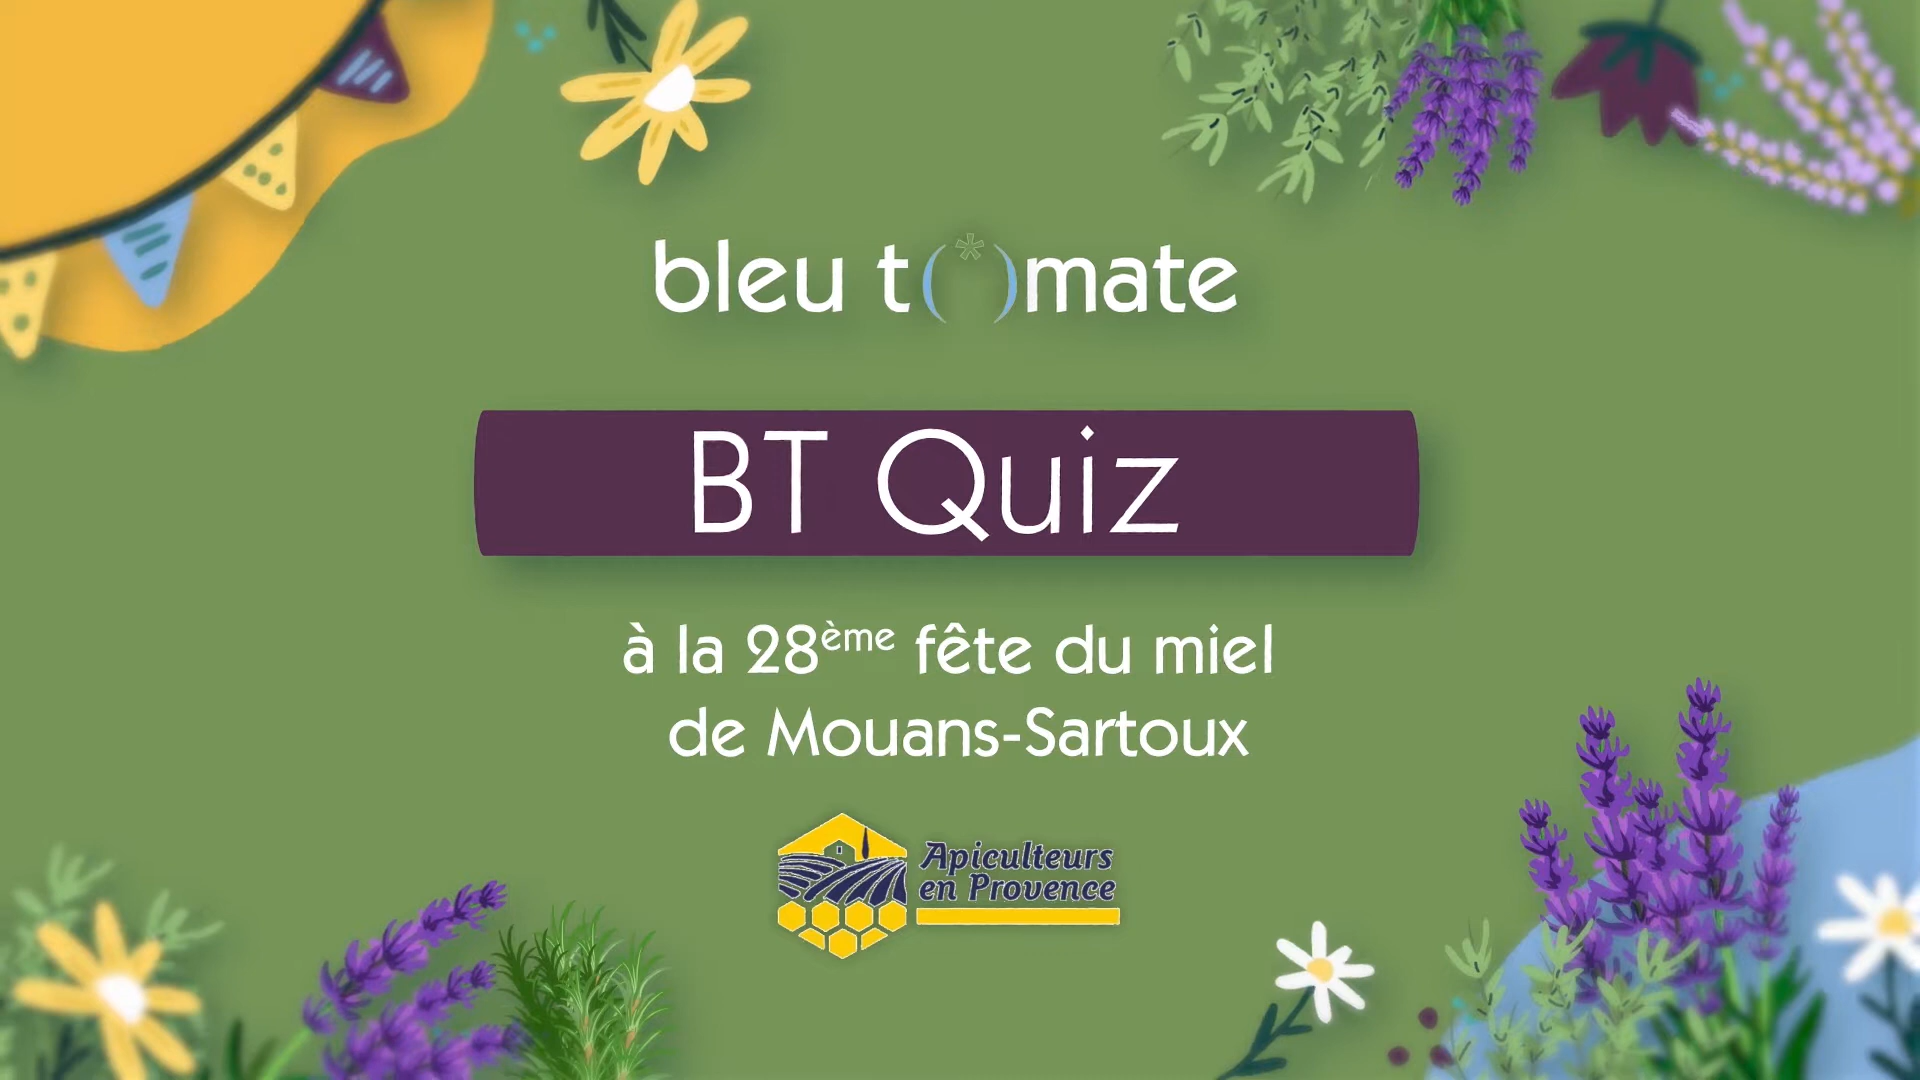 bleu t(*)mate
BT Quiz
à la 28ème fête du miel
de Mouans-Sartoux
Apiculteurs
en Provence